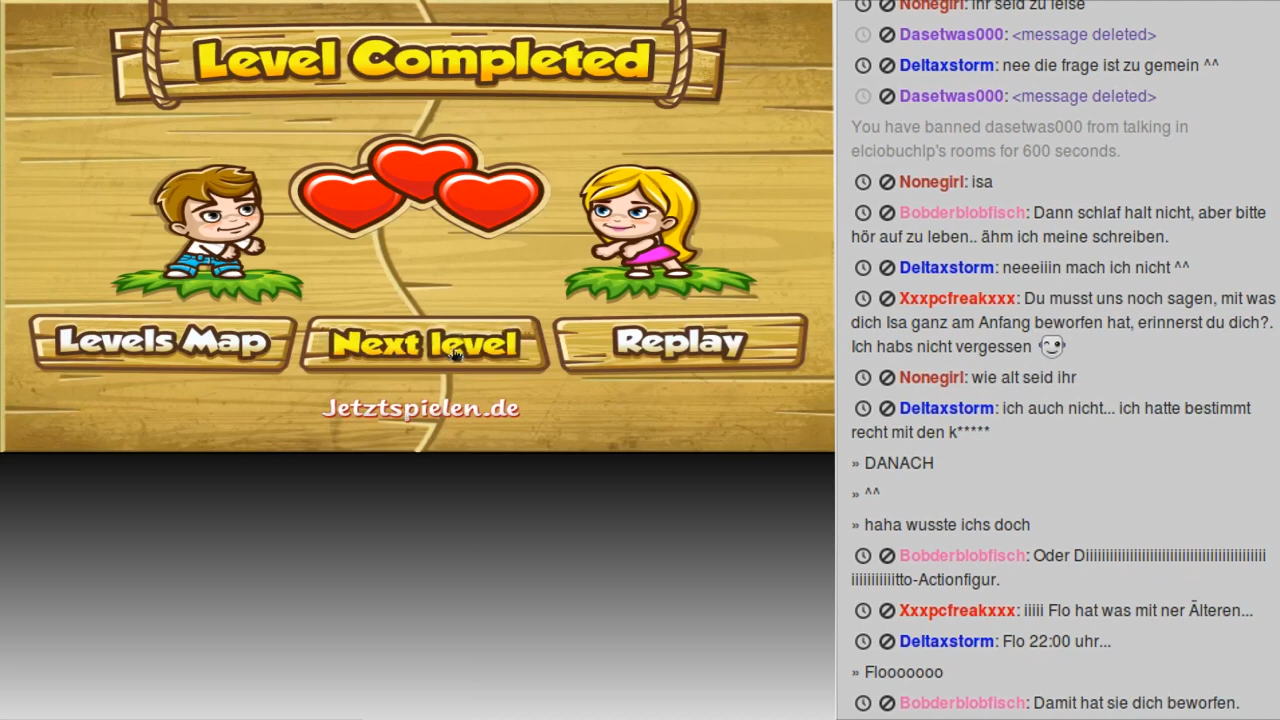 Level Completed
Levels Map
Next level
Replay
Jetztspielen.de
Nonegirl: ihr seid zu leise
Dasetwas000: <message deleted>
Deltaxstorm: nee die frage ist zu gemein ^^
Dasetwas000: <message deleted>
You have banned dasetwas000 from talking in
elciobuchlp's rooms for 600 seconds.
Nonegirl: isa
Bobderblobfisch: Dann schlaf halt nicht, aber bitte
hör auf zu leben.. ähm ich meine schreiben.
Deltaxstorm: neeeiiin mach ich nicht ^^
Xxxpcfreakxxx: Du musst uns noch sagen, mit was
dich Isa ganz am Anfang beworfen hat, erinnerst du dich?.
Ich habs nicht vergessen
Nonegirl: wie alt seid ihr
Deltaxstorm: ich auch nicht... ich hatte bestimmt
recht mit den k*****
» DANACH
» ^^
» haha wusste ichs doch
Bobderblobfisch: Oder Diiiiiiiiiiiiiiiiiiiiiiiiiiiiiiiiiiiiiiiiiiiiii
iiiiiiiiiiiitto-Actionfigur.
Xxxpcfreakxxx: iiiii Flo hat was mit ner Älteren...
Deltaxstorm: Flo 22:00 uhr...
» Flooooooo
Bobderblobfisch: Damit hat sie dich beworfen.